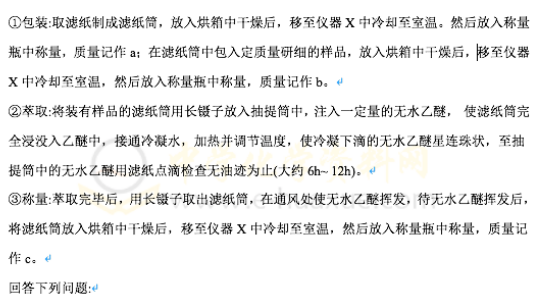 ①包装:取滤纸制成滤纸筒，放入烘箱中干燥后，移至仪器 X 中冷却至室温。然后放入称量
瓶中称量，质量记作 a；在滤纸筒中包入定质量研细的样品，放入烘箱中干燥后，移至仪器
X 中冷却至室温，然后放入称量瓶中称量，质量记作 b。
②萃取:将装有样品的滤纸筒用长镊子放入抽提筒中，注入一定量的无水乙醚， 使滤纸筒完
全浸没入乙醚中，接通冷凝水，加热并调节温度，使冷凝下滴的无水乙醚呈连珠状，至抽
提筒中的无水乙醚用滤纸点滴检查无油迹为止(大约 6h~ 12h)。
③称量:萃取完毕后，用长镊子取出滤纸筒，在通风处使无水乙醚挥发，待无水乙醚挥发后，
将滤纸筒放入烘箱中干燥后，移至仪器 X 中冷却至室温，然后放入称量瓶中称量，质量记
作 c。
回答下列问题: